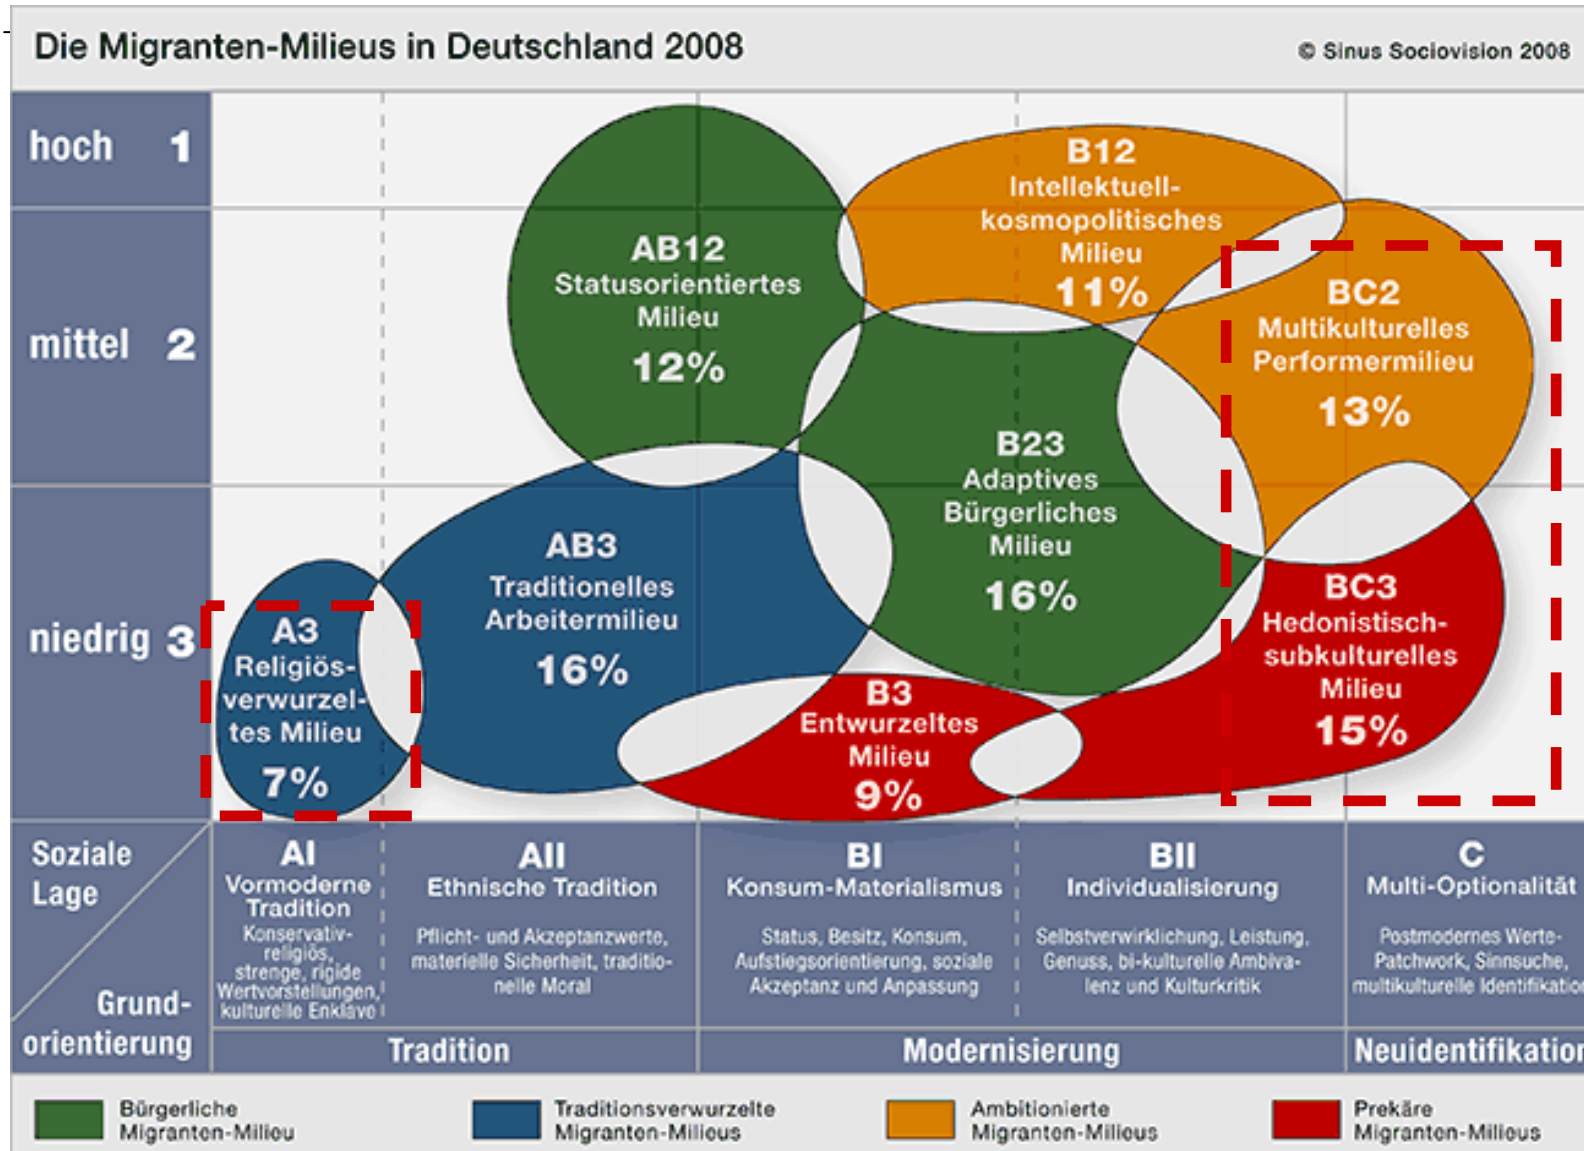 Die Migranten-Milieus in Deutschland 2008
© Sinus Sociovision 2008
hoch 1
mittel 2
niedrig 3
AB12
Statusorientiertes
Milieu
12%
B12
Intellektuell-
kosmopolitisches
Milieu
11%
BC2
Multikulturelles
Performermilieu
13%
B23
Adaptives
Bürgerliches
Milieu
16%
AB3
Traditionelles
Arbeitermilieu
16%
A3
Religiös-
verwurzel-
tes Milieu
7%
B3
Entwurzeltes
Milieu
9%
BC3
Hedonistisch-
subkulturelles
Milieu
15%
Soziale
Lage
Grund-
orientierung
AI
Vormoderne
Tradition
Konservativ-
religiös,
strenge, rigide
Wertvorstellungen,
kulturelle Enklave
AII
Ethnische Tradition
Pflicht- und Akzeptanzwerte,
materielle Sicherheit, traditio-
nelle Moral
BI
Konsum-Materialismus
Status, Besitz, Konsum,
Aufstiegsorientierung, soziale
Akzeptanz und Anpassung
BII
Individualisierung
Selbstverwirklichung, Leistung,
Genuss, bi-kulturelle Ambiva-
lenz und Kulturkritik
C
Multi-Optionalität
Postmodernes Werte-
Patchwork, Sinnsuche,
multikulturelle Identifikation
Tradition
Modernisierung
Neuidentifikation
Bürgerliche
Migranten-Milieu
Traditionsverwurzelte
Migranten-Milieus
Ambitionierte
Migranten-Milieus
Prekäre
Migranten-Milieus